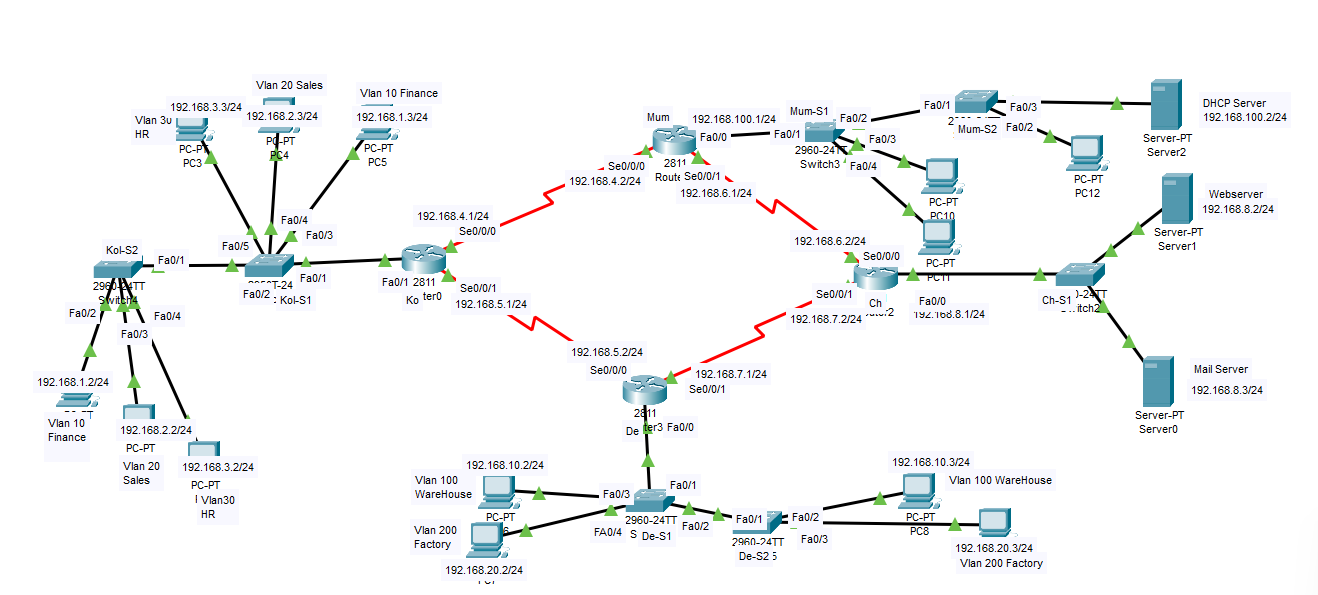 Vlan 20 Sales
Vlan 10 Finance
192.168.3.3/24
192.168.2.3/24
192.168.1.3/24
Vlan 30
HR
PC-PT
PC3
PC-PT
PC4
PC-PT
PC5
Fa0/4
Fa0/3
Fa0/5
Kol-S2
Fa0/1
2960-24TT
Switch4
Fa0/2
Kol-S1
Fa0/1
Fa0/2
Fa0/3
Fa0/4
192.168.1.2/24
Vlan 10
Finance
192.168.2.2/24
PC-PT
Vlan 20
Sales
192.168.3.2/24
PC-PT
Vlan30
HR
192.168.4.1/24
Se0/0/0
Fa0/1
2811
Ko
Se0/0/1
192.168.5.1/24
Mum
192.168.100.1/24
Fa0/0
2811
Se0/0/0
192.168.4.2/24
Se0/0/1
192.168.6.1/24
Mum-S1
Fa0/1
Fa0/2
2960-24TT
Switch3
Fa0/3
Fa0/4
PC-PT
PC10
PC-PT
PC11
Fa0/1
Mum-S2
Fa0/3
Fa0/2
PC-PT
PC12
DHCP Server
192.168.100.2/24
Server-PT
Server2
Webserver
192.168.8.2/24
Server-PT
Server1
192.168.6.2/24
Se0/0/0
Se0/0/1
Ch
Fa0/0
192.168.8.1/24
192.168.7.2/24
Ch-S1
Mail Server
192.168.8.3/24
Server-PT
Server0
192.168.5.2/24
Se0/0/0
192.168.7.1/24
Se0/0/1
2811
De
Fa0/0
192.168.10.2/24
Vlan 100
WareHouse
PC-PT
Fa0/3
Fa0/1
2960-24TT
De-S1
Fa0/2
FA0/4
Vlan 200
Factory
192.168.20.2/24
Fa0/1
2960-24TT
De-S2
Fa0/2
Fa0/3
192.168.10.3/24
Vlan 100 WareHouse
PC-PT
PC8
192.168.20.3/24
Vlan 200 Factory